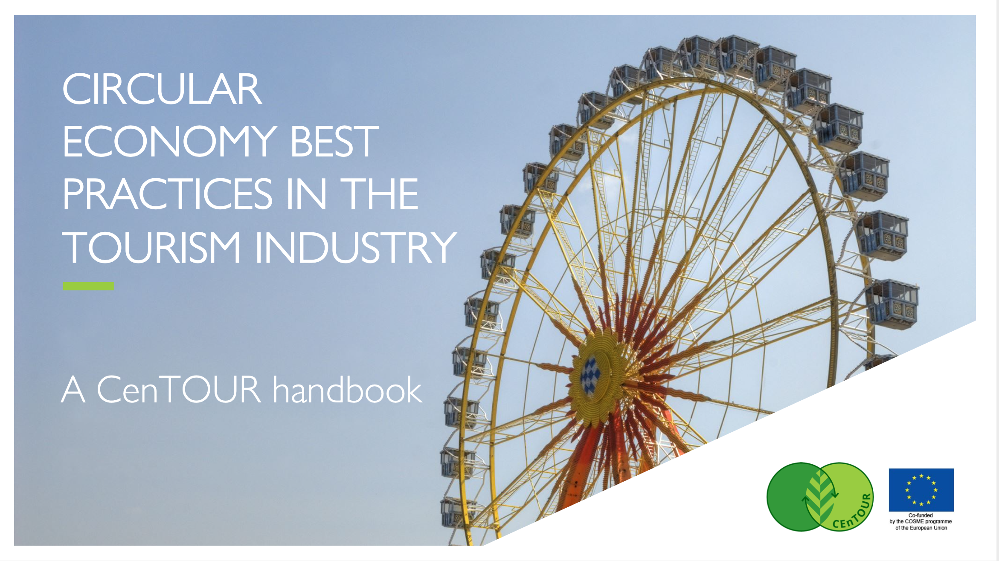 CIRCULAR
ECONOMY BEST
PRACTICES IN THE
TOURISM INDUSTRY
A CenTOUR handbook
CEnTOUR
Co-funded
by the COSME programme
of the European Union